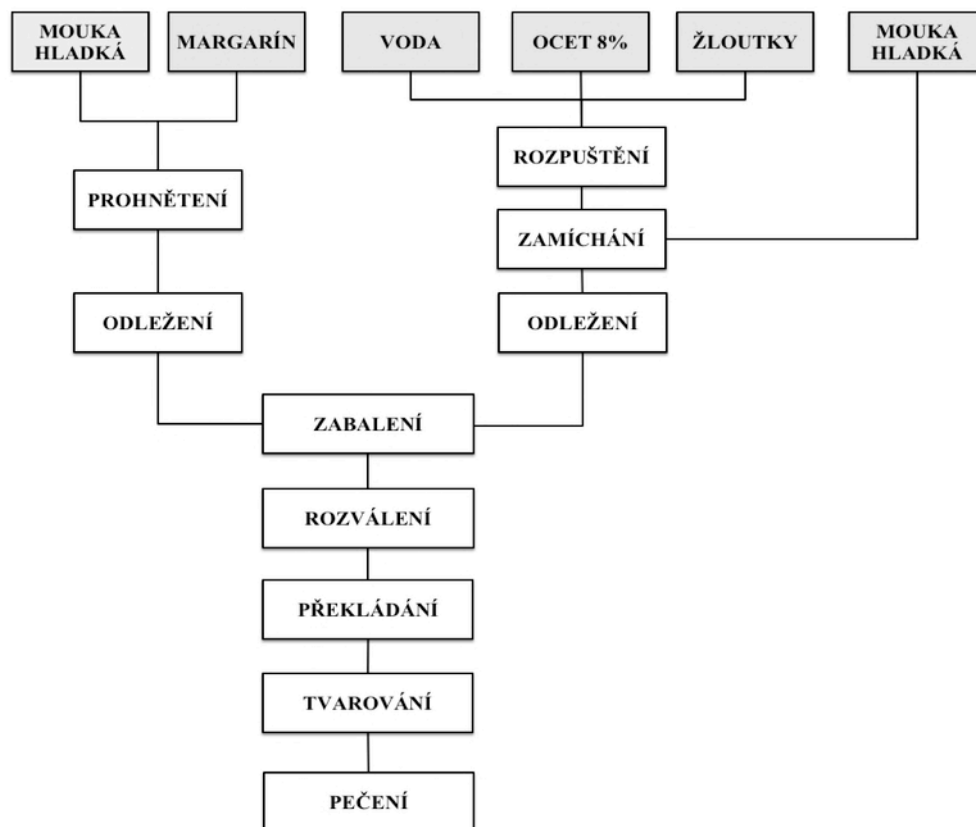 MOUKA
HLADKÁ
MARGARÍN
VODA
OCET 8%
ŽLOUTKY
MOUKA
HLADKÁ
ROZPUŠTĚNÍ
PROHNĚTENÍ
ZAMÍCHÁNÍ
ODLEŽENÍ
ODLEŽENÍ
ZABALENÍ
ROZVÁLENÍ
PŘEKLÁDÁNÍ
TVAROVÁNÍ
PEČENÍ